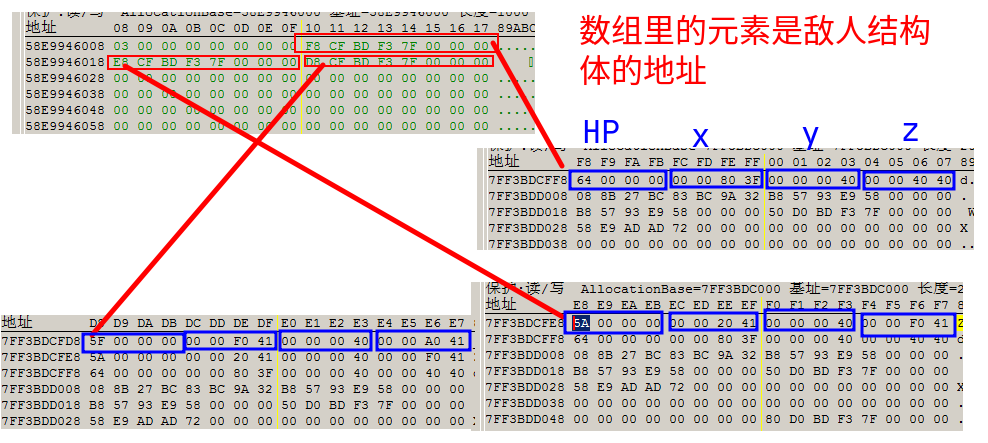 保护:读/写 AllocationBase=58E9946000 基址=58E9946000 长度=1000
地址 08 09 0A 0B 0C 0D 0E 0F 10 11 12 13 14 15 16 17 89ABC
58E9946008 03 00 00 00 00 00 00 00 F8 CF BD F3 7F 00 00 00 .....
58E9946018 E8 CF BD F3 7F 00 00 00 D8 CF BD F3 7F 00 00 00
58E9946028 00 00 00 00 00 00 00 00 00 00 00 00 00 00 00 00 .....
58E9946038 00 00 00 00 00 00 00 00 00 00 00 00 00 00 00 00 .....
58E9946048 00 00 00 00 00 00 00 00 00 00 00 00 00 00 00 00 .....
58E9946058 00 00 00 00 00 00 00 00 00 00 00 00 00 00 00 00 .....
数组里的元素是敌人结构
体的地址
HP x y z
地址 F8 F9 FA FB FC FD FE FF 00 01 02 03 04 05 06 07 89
7FF3BDCFF8 64 00 00 00 00 00 80 3F 00 00 00 40 00 00 40 40 d.
7FF3BDD008 08 8B 27 BC 83 BC 9A 32 B8 57 93 E9 58 00 00 00 .
7FF3BDD018 B8 57 93 E9 58 00 00 00 50 D0 BD F3 7F 00 00 00 W
7FF3BDD028 58 E9 AD AD 72 00 00 00 00 00 00 00 00 00 00 00 X
7FF3BDD038 00 00 00 00 00 00 00 00 00 00 00 00 00 00 00 00 ..
地址 D8 D9 DA DB DC DD DE DF E0 E1 E2 E3 E4 E5 E6 E7
7FF3BDCFD8 5F 00 00 00 00 00 F0 41 00 00 00 40 00 00 A0 41
7FF3BDCFE8 5A 00 00 00 00 00 20 41 00 00 00 40 00 00 F0 41
7FF3BDCFF8 64 00 00 00 00 00 80 3F 00 00 00 40 00 00 40 40
7FF3BDD008 08 8B 27 BC 83 BC 9A 32 B8 57 93 E9 58 00 00 00
7FF3BDD018 B8 57 93 E9 58 00 00 00 50 D0 BD F3 7F 00 00 00
7FF3BDD028 58 E9 AD AD 72 00 00 00 00 00 00 00 00 00 00 00
保护:读/写 AllocationBase=7FF3BDC000 基址=7FF3BDC000 长度=2
地址 E8 E9 EA EB EC ED EE EF F0 F1 F2 F3 F4 F5 F6 F7 8
7FF3BDCFE8 5A 00 00 00 00 00 20 41 00 00 00 40 00 00 F0 41 Z
7FF3BDCFF8 64 00 00 00 00 00 80 3F 00 00 00 40 00 00 40 40 d
7FF3BDD008 08 8B 27 BC 83 BC 9A 32 B8 57 93 E9 58 00 00 00 .
7FF3BDD018 B8 57 93 E9 58 00 00 00 50 D0 BD F3 7F 00 00 00
7FF3BDD028 58 E9 AD AD 72 00 00 00 00 00 00 00 00 00 00 00 X
7FF3BDD038 00 00 00 00 00 00 00 00 00 00 00 00 00 00 00 00 .
7FF3BDD048 00 00 00 00 00 00 00 00 80 D0 BD F3 7F 00 00 00 .